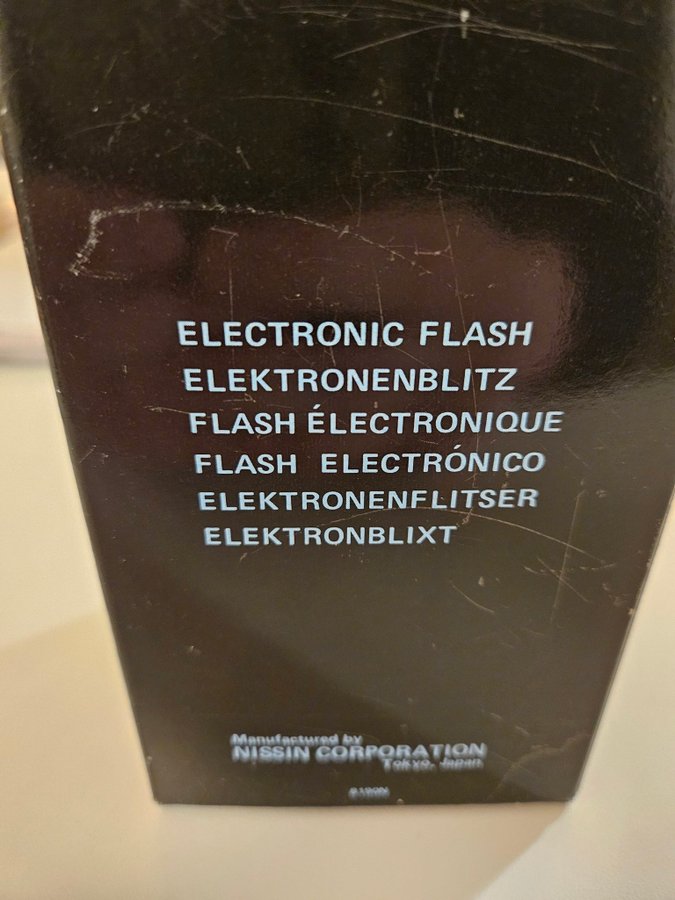 ELECTRONIC FLASH
ELEKTRONENBLITZ
FLASH ÉLECTRONIQUE
FLASH ELECTRÓNICO
ELEKTRONENFLITSER
ELEKTRONBLIXT
Manufactured by
NISSIN CORPORATION
Tokyo, Japan